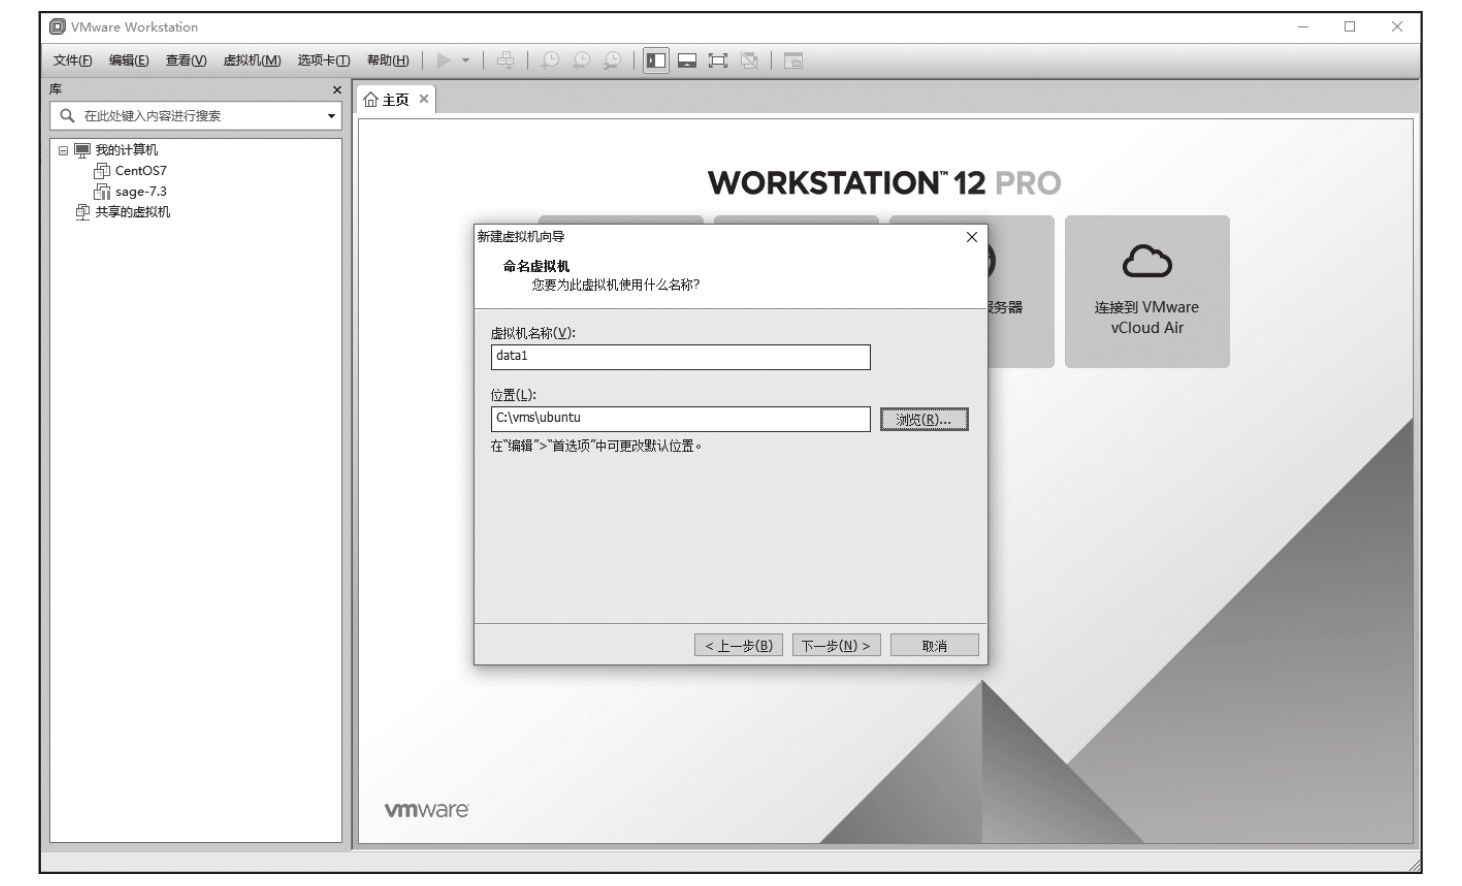 VMware Workstation
文件(F) 编辑(E) 查看(V) 虚拟机(M) 选项卡(T) 帮助(H)
库
在此处键入内容进行搜索
我的计算机
CentOS7
sage-7.3
共享的虚拟机
主页
WORKSTATION™ 12 PRO
服务器
连接到 VMware
vCloud Air
新建虚拟机向导
命名虚拟机
您要为此虚拟机使用什么名称?
虚拟机名称(V):
data1
位置(L):
C:\vms\ubuntu
浏览(R)...
在"编辑">"首选项"中可更改默认位置。
< 上一步(B) 下一步(N) > 取消
vmware